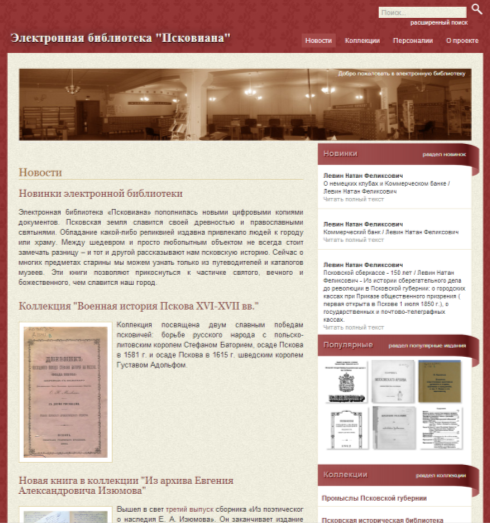 Поиск...
расширенный поиск
Электронная библиотека "Псковиана"
Новости Коллекции Персоналии О проекте
Добро пожаловать в электронную библиотеку
Новости
Новинки электронной библиотеки
Электронная библиотека «Псковиана» пополнилась новыми цифровыми копиями
документов. Псковская земля славится своей древностью и православными
святынями. Обладание какой-либо реликвией издавна привлекало людей к городу
или храму. Между шедевром и просто любопытным объектом не всегда стоит
замечать разницу – и тот и другой рассказывают нам псковскую историю. Сейчас о
многих предметах старины мы можем узнать только из путеводителей и каталогов
музеев. Эти книги позволяют прикоснуться к частичке святого, вечного и
божественного, чем славился наш город.
Коллекция "Военная история Пскова XVI-XVII вв."
Коллекция посвящена двум славным победам
псковичей: борьбе русского народа с польско-
литовским королем Стефаном Баторием, осаде Пскова
в 1581 г. и осаде Пскова в 1615 г. шведским королем
Густавом Адольфом.
Новая книга в коллекции "Из архива Евгения
Александровича Изюмова"
Вышел в свет третий выпуск сборника «Из поэтическог
о наследия Е. А. Изюмова». Он заканчивает издание
Новинки
раздел новинок
Левин Натан Феликсович
О немецких клубах и Коммерческом банке /
Левин Натан Феликсович
Читать полный текст
Левин Натан Феликсович
Коммерческий банк / Левин Натан Феликсович
Читать полный текст
Левин Натан Феликсович
Псковской сберкассе - 150 лет / Левин Натан
Феликсович - Из истории сберегательного дела
до революции в Псковской губернии: о городских
кассах при Приказе общественного призрения (
первая открыта в Пскове 1 июля 1850 г.), о
государственных и почтово-телеграфных
кассах.
Читать полный текст
Популярные
раздел популярные издания
Коллекции
раздел коллекции
Промыслы Псковской губернии
Псковская историческая библиотека